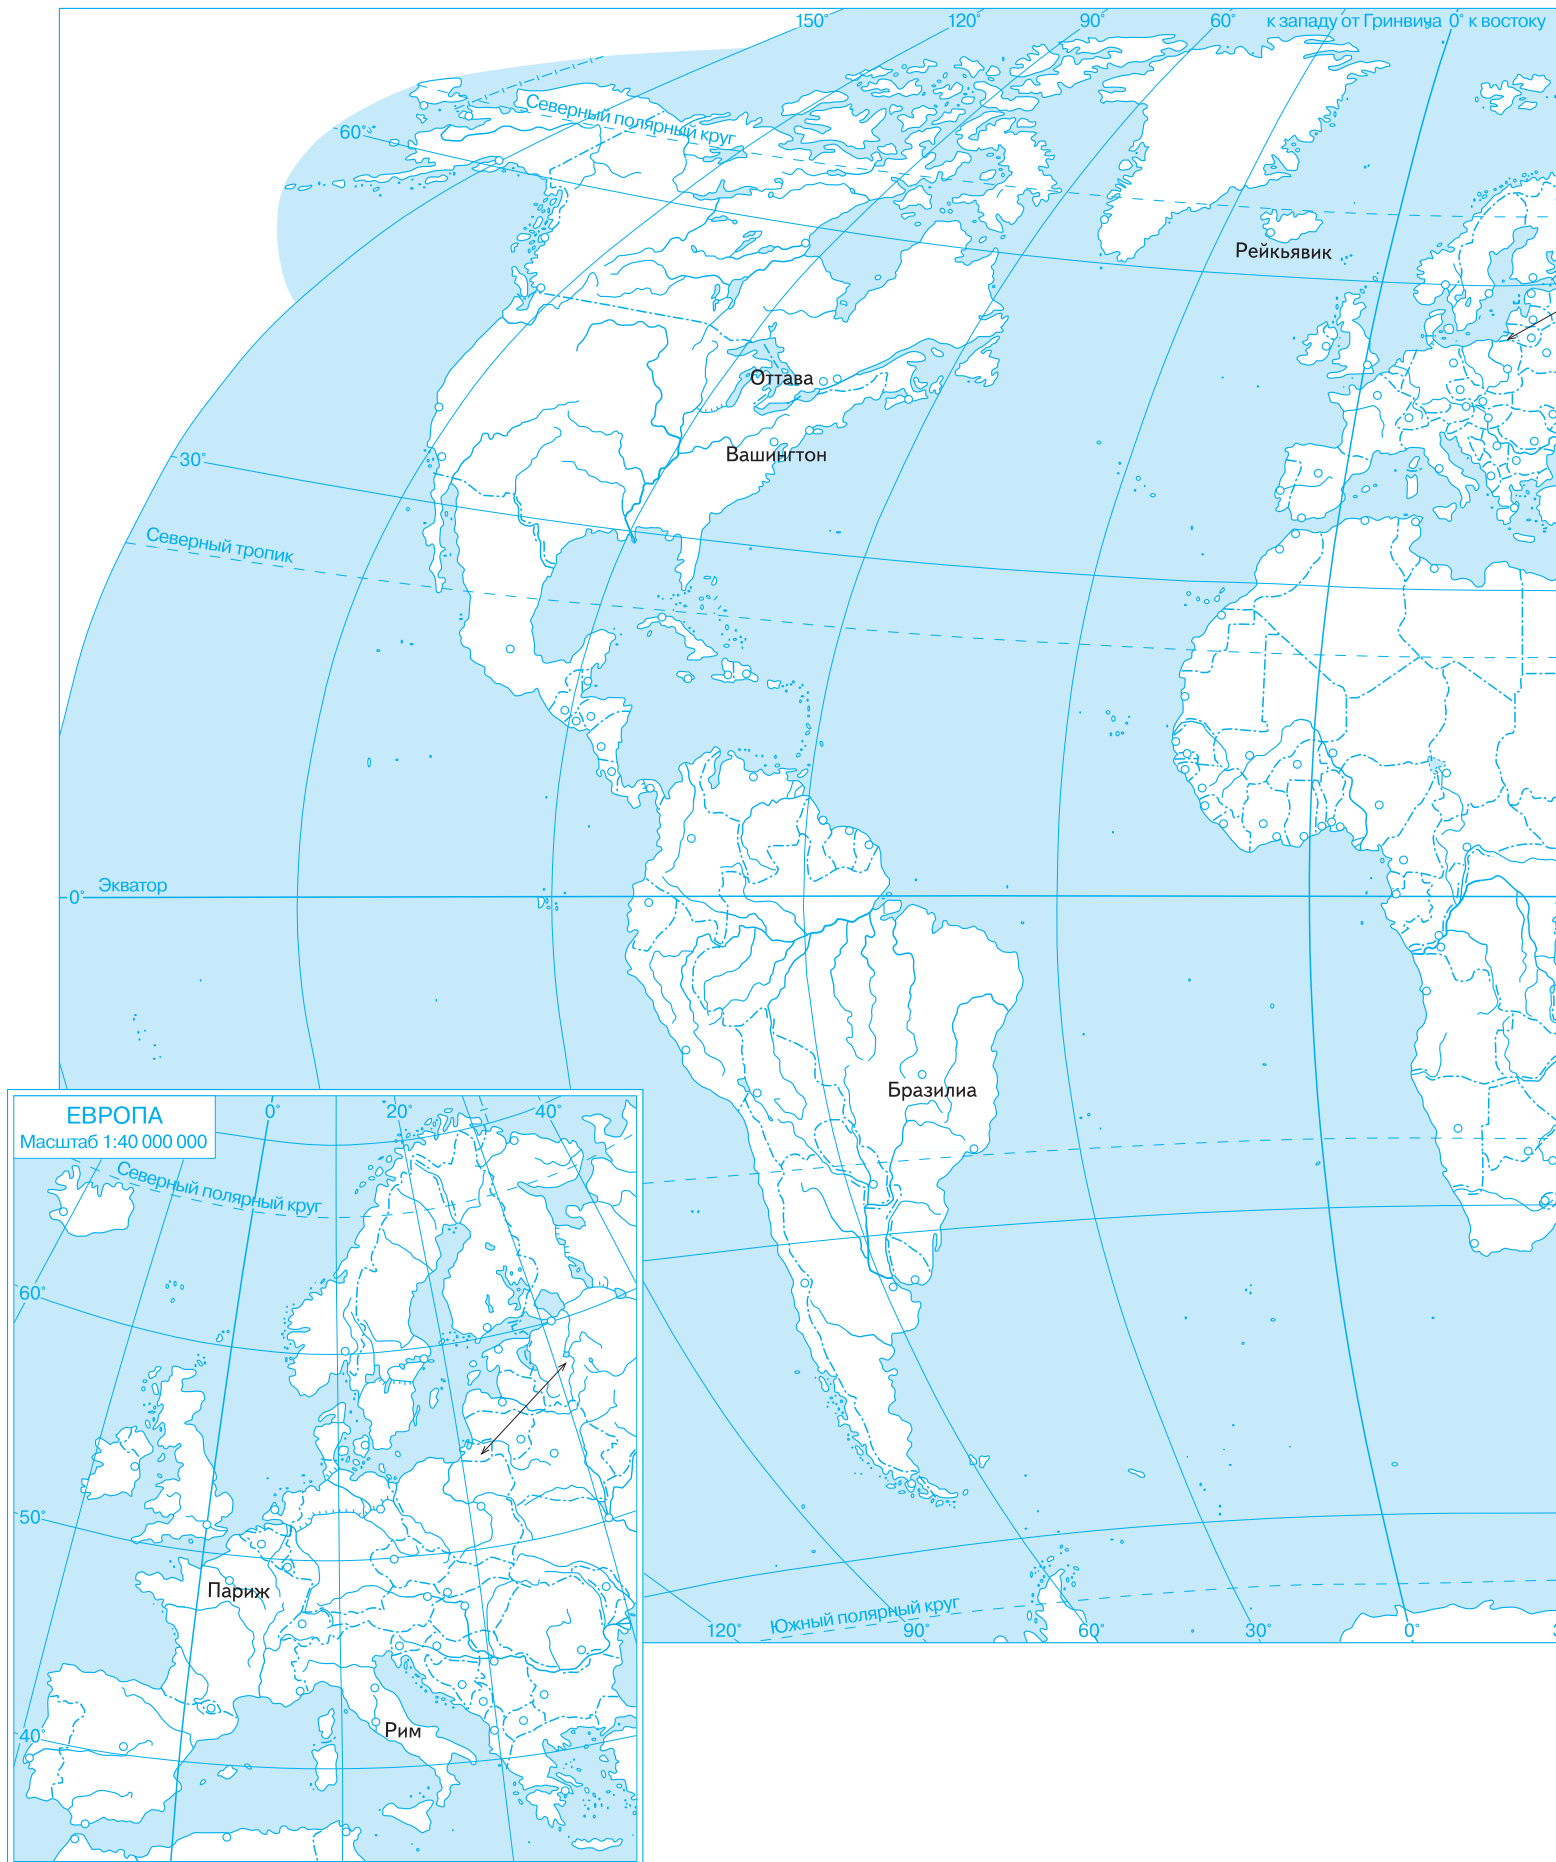 150° 120° 90° 60° к западу от Гринвича 0° к востоку
Северный полярный круг
60°
Рейкьявик
Оттава
Вашингтон
30°
Северный тропик
0° Экватор
Бразилиа
ЕВРОПА
Масштаб 1:40 000 000
0° 20° 40°
Северный полярный круг
60°
50°
Париж
40°
Рим
Южный полярный круг
120° 90° 60° 30° 0°